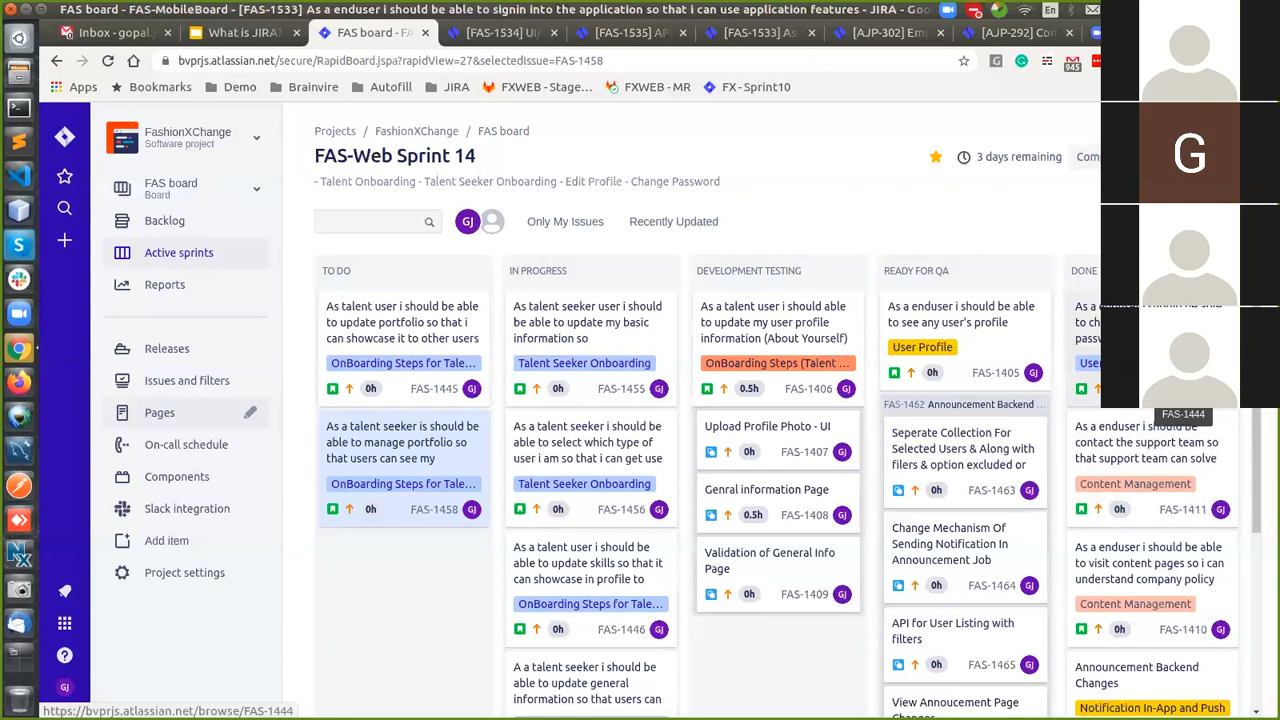 FAS board - FAS-MobileBoard - [FAS-1533] As a enduser i should be able to signin into the application so that i can use application features - JIRA - Goo
En
Inbox - gopal.
What is JIRA?
FAS board - FA
[FAS-1534] UI/
[FAS-1535] AP
[FAS-1533] As
[AJP-302] Em
[AJP-292] Co
bvprjs.atlassian.net/secure/RapidBoard.jspa?rapidView=27&selectedIssue=FAS-1458
945
Apps
Bookmarks
Demo
Brainvire
Autofill
JIRA
FXWEB - Stage...
FXWEB - MR
FX - Sprint10
FashionXChange
Software project
FAS board
Board
Backlog
Active sprints
Reports
Releases
Issues and filters
Pages
On-call schedule
Components
Slack integration
Add item
Project settings
GJ
https://bvprjs.atlassian.net/browse/FAS-1444
Projects / FashionXChange / FAS board
FAS-Web Sprint 14
3 days remaining
Comp
- Talent Onboarding - Talent Seeker Onboarding - Edit Profile - Change Password
GJ
Only My Issues
Recently Updated
TO DO
As talent user i should be able
to update portfolio so that i
can showcase it to other users
OnBoarding Steps for Tale...
0h
FAS-1445
GJ
As a talent seeker is should be
able to manage portfolio so
that users can see my
OnBoarding Steps for Tale...
0h
FAS-1458
GJ
IN PROGRESS
As talent seeker user i should
be able to update my basic
information so
Talent Seeker Onboarding
0h
FAS-1455
GJ
As a talent seeker i should be
able to select which type of
user i am so that i can get use
Talent Seeker Onboarding
0h
FAS-1456
GJ
As a talent user i should be
able to update skills so that it
can showcase in profile to
OnBoarding Steps for Tale...
0h
FAS-1446
GJ
A a talent seeker i should be
able to update general
information so that users can
DEVELOPMENT TESTING
As a talent user i should able
to update my user profile
information (About Yourself)
OnBoarding Steps (Talent ...
0.5h
FAS-1406
GJ
Upload Profile Photo - UI
0h
FAS-1407
GJ
Genral information Page
0.5h
FAS-1408
GJ
Validation of General Info
Page
0h
FAS-1409
GJ
READY FOR QA
As a enduser i should be able
to see any user's profile
User Profile
0h
FAS-1405
GJ
FAS-1462 Announcement Backend ...
Seperate Collection For
Selected Users & Along with
filers & option excluded or
0h
FAS-1463
GJ
Change Mechanism Of
Sending Notification In
Announcement Job
0h
FAS-1464
GJ
API for User Listing with
filters
0h
FAS-1465
GJ
View Annoucement Page
DONE
FAS-1444
As a enduser i should be able to
contact the support team so
that support team can solve
Content Management
0h
FAS-1411
GJ
As a enduser i should be able
to visit content pages so i can
understand company policy
Content Management
0h
FAS-1410
GJ
Announcement Backend
Changes
Notification In-App and Push
G